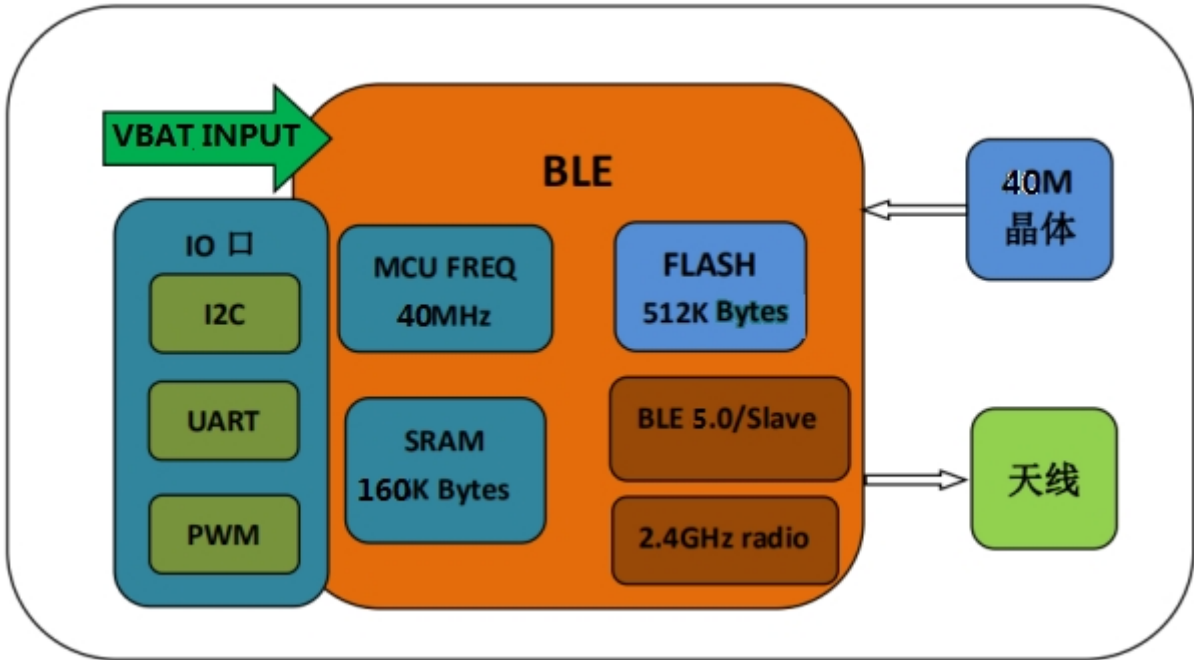 VBAT INPUT
BLE
40M
晶体
IO 口
MCU FREQ
40MHz
FLASH
512K Bytes
I2C
UART
PWM
SRAM
160K Bytes
BLE 5.0/Slave
2.4GHz radio
天线